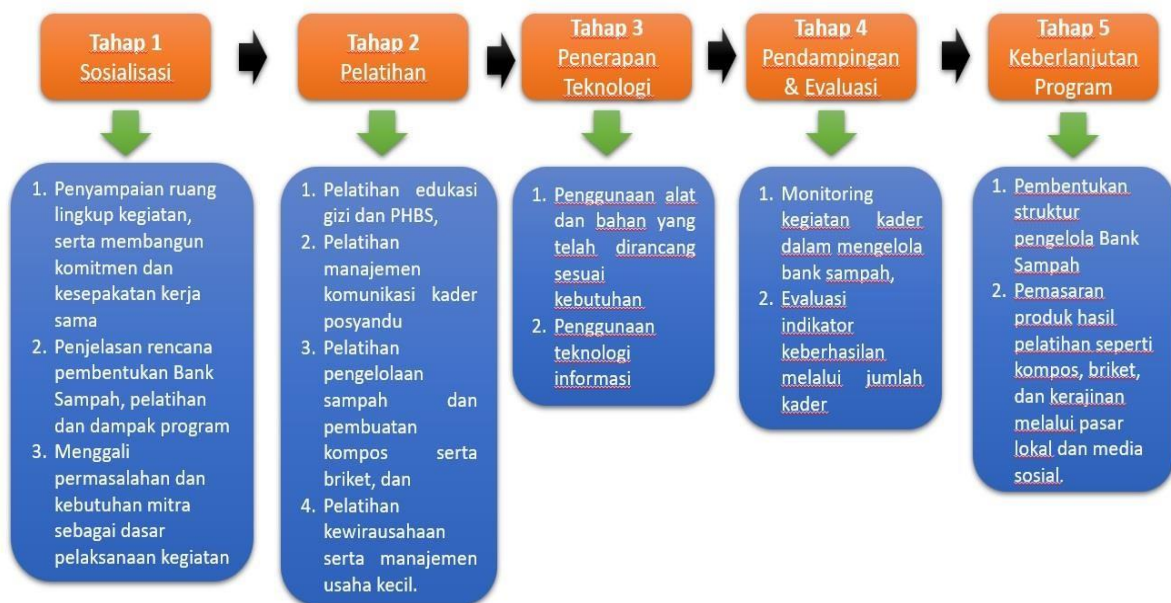 Tahap 1
Sosialisasi
Tahap 2
Pelatihan
Tahap 3
Penerapan
Teknologi
Tahap 4
Pendampingan
& Evaluasi
Tahap 5
Keberlanjutan
Program
1. Penyampaian ruang
lingkup kegiatan,
serta membangun
komitmen dan
kesepakatan kerja
sama
2. Penjelasan rencana
pembentukan Bank
Sampah, pelatihan
dan dampak program
3. Menggali
permasalahan dan
kebutuhan mitra
sebagai dasar
pelaksanaan kegiatan
1. Pelatihan edukasi
gizi dan PHBS,
2. Pelatihan
manajemen
komunikasi kader
posyandu
3. Pelatihan
pengelolaan
sampah dan
pembuatan
kompos serta
briket, dan
4. Pelatihan
kewirausahaan
serta manajemen
usaha kecil.
1. Penggunaan alat
dan bahan yang
telah dirancang
sesuai
kebutuhan
2. Penggunaan
teknologi
informasi
1. Monitoring
kegiatan kader
dalam mengelola
bank sampah,
2. Evaluasi
indikator
keberhasilan
melalui jumlah
kader
1. Pembentukan
struktur
pengelola Bank
Sampah
2. Pemasaran
produk hasil
pelatihan seperti
kompos, briket,
dan kerajinan
melalui pasar
lokal dan media
sosial.